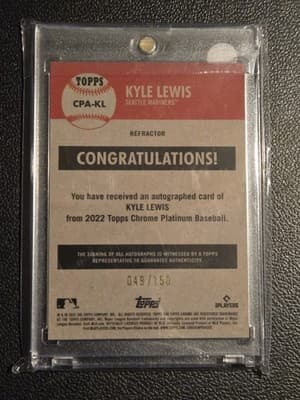 TOPPS
CPA-KL
KYLE LEWIS
SEATTLE MARINERS™
REFRACTOR
CONGRATULATIONS!
You have received an autographed card of
KYLE LEWIS
from 2022 Topps Chrome Platinum Baseball.
THE SIGNING OF ALL AUTOGRAPHS IS WITNESSED BY A TOPPS
REPRESENTATIVE TO GUARANTEE AUTHENTICITY.
049/150
Topps
PLAYERS